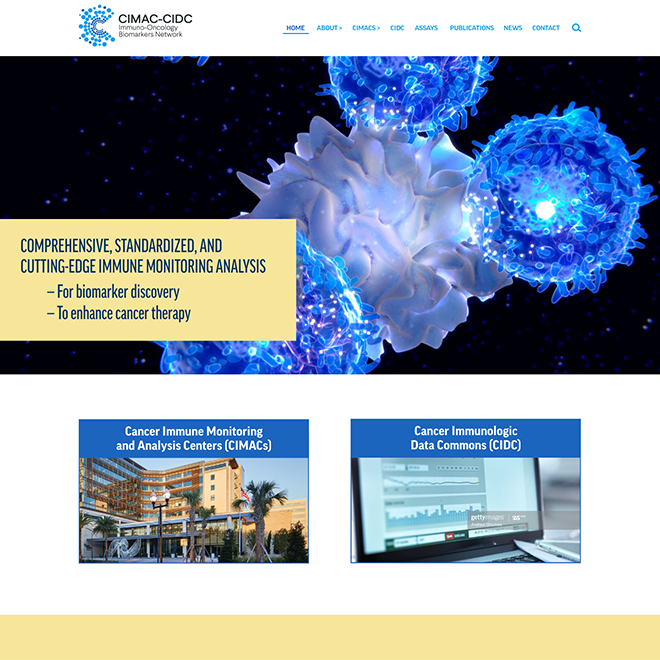 CIMAC-CIDC
Immuno-Oncology
Biomarkers Network
HOME ABOUT > CIMACS > CIDC ASSAYS PUBLICATIONS NEWS CONTACT
COMPREHENSIVE, STANDARDIZED, AND
CUTTING-EDGE IMMUNE MONITORING ANALYSIS
– For biomarker discovery
– To enhance cancer therapy
Cancer Immune Monitoring
and Analysis Centers (CIMACs)
Cancer Immunologic
Data Commons (CIDC)
gettyimages